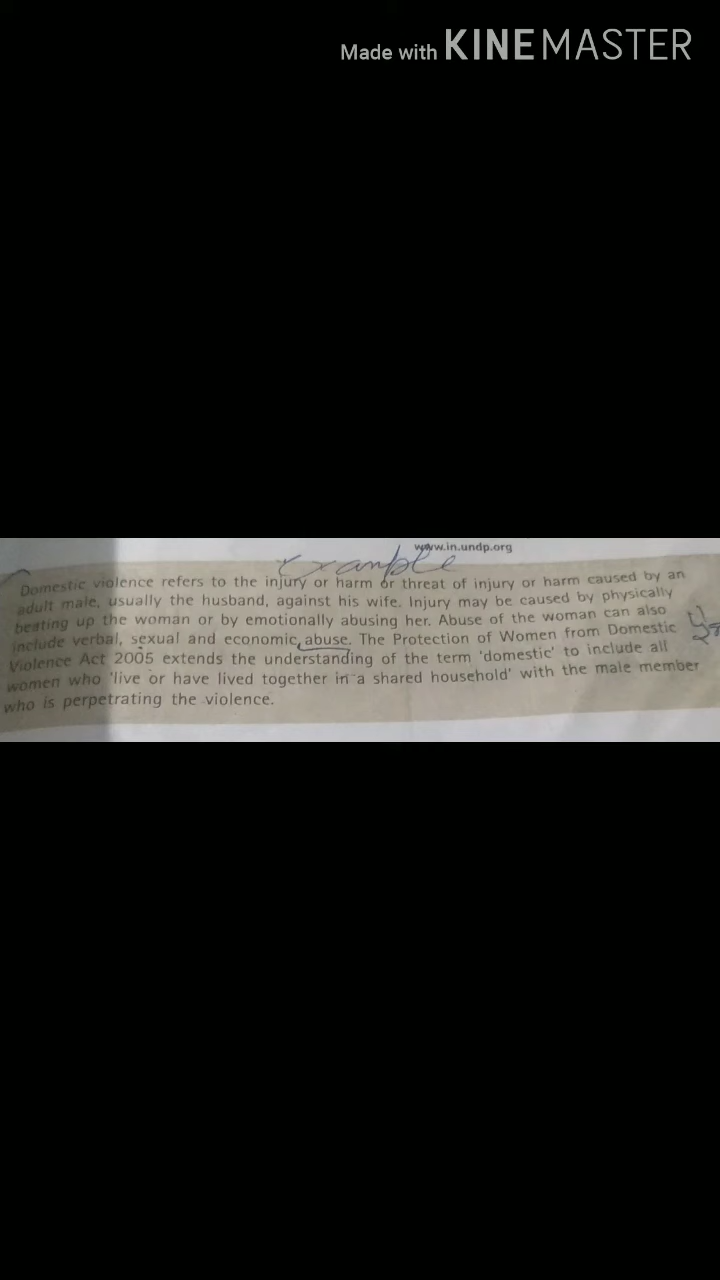 Made with KINEMASTER
www.in.undp.org
Example
Domestic violence refers to the injury or harm or threat of injury or harm caused by an
adult male, usually the husband, against his wife. Injury may be caused by physically
beating up the woman or by emotionally abusing her. Abuse of the woman can also
include verbal, sexual and economic abuse. The Protection of Women from Domestic
Violence Act 2005 extends the understanding of the term 'domestic' to include all
women who 'live or have lived together in a shared household' with the male member
who is perpetrating the violence.